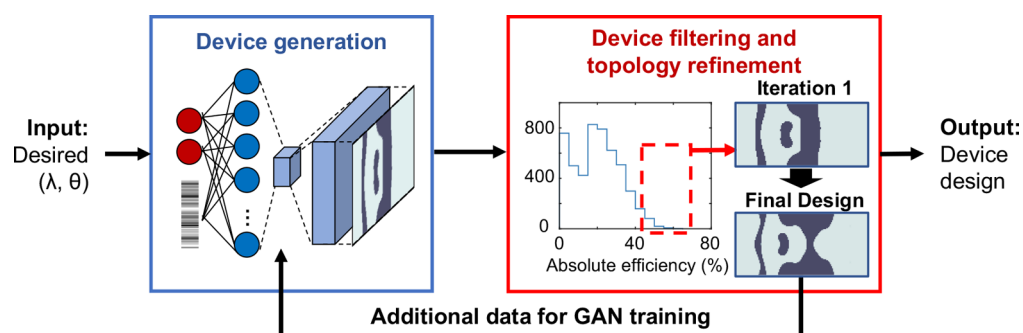 Device generation
Input:
Desired
(λ, θ)
⋮
Device filtering and
topology refinement
800
400
0
0
40
80
Absolute efficiency (%)
Iteration 1
Final Design
Output:
Device
design
Additional data for GAN training